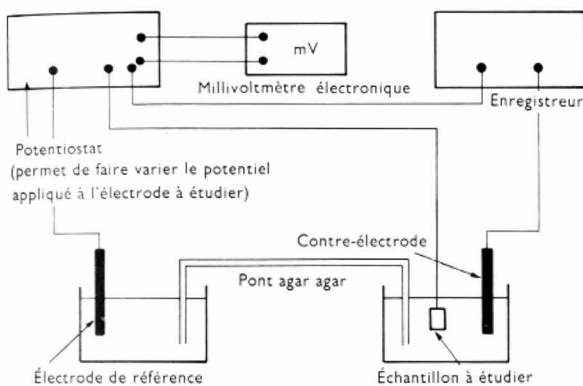 mV
Millivoltmètre électronique
Enregistreur
Potentiostat
(permet de faire varier le potentiel
appliqué à l'électrode à étudier)
Contre-électrode
Pont agar agar
Électrode de référence
Échantillon à étudier